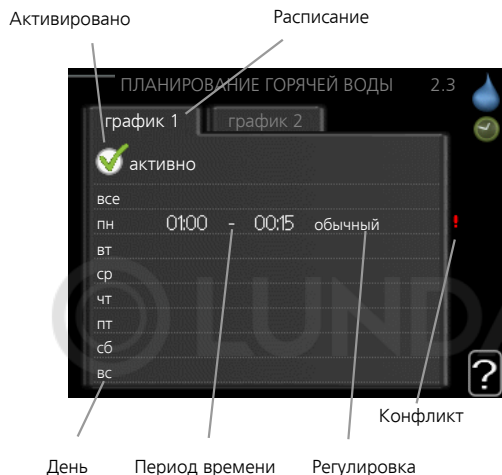 Активировано
Расписание
ПЛАНИРОВАНИЕ ГОРЯЧЕЙ ВОДЫ 2.3
график 1 график 2
активно
все
пн 01:00 - 00:15 обычный !
вт
ср
чт
пт
сб
вс
LUNDA
?
Конфликт
День Период времени Регулировка